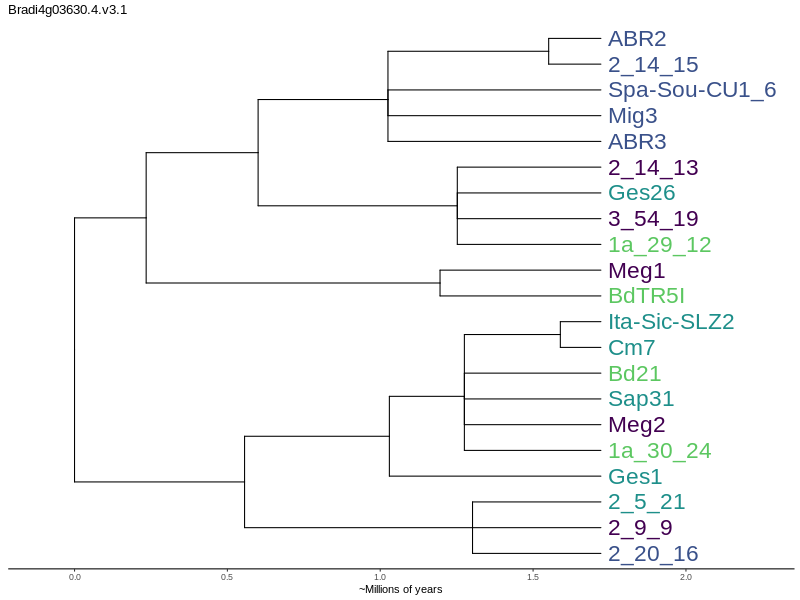 Bradi4g03630.4.v3.1
ABR2
2_14_15
Spa-Sou-CU1_6
Mig3
ABR3
2_14_13
Ges26
3_54_19
1a_29_12
Meg1
BdTR5I
Ita-Sic-SLZ2
Cm7
Bd21
Sap31
Meg2
1a_30_24
Ges1
2_5_21
2_9_9
2_20_16
0.0 0.5 1.0 1.5 2.0
~Millions of years